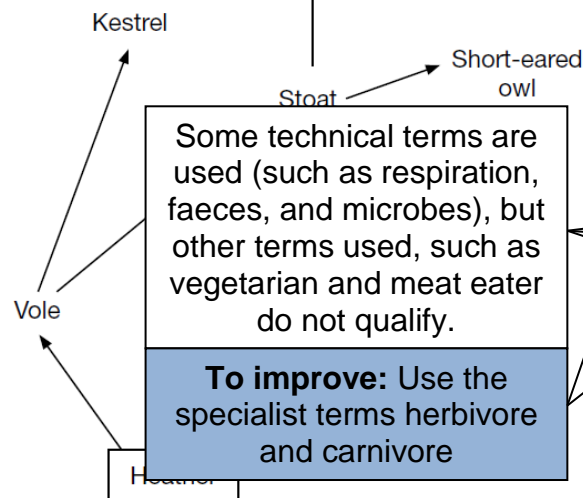 Kestrel
Short-eared
owl
Stoat
Some technical terms are
used (such as respiration,
faeces, and microbes), but
other terms used, such as
vegetarian and meat eater
do not qualify.
Vole
To improve: Use the
specialist terms herbivore
and carnivore
Heather